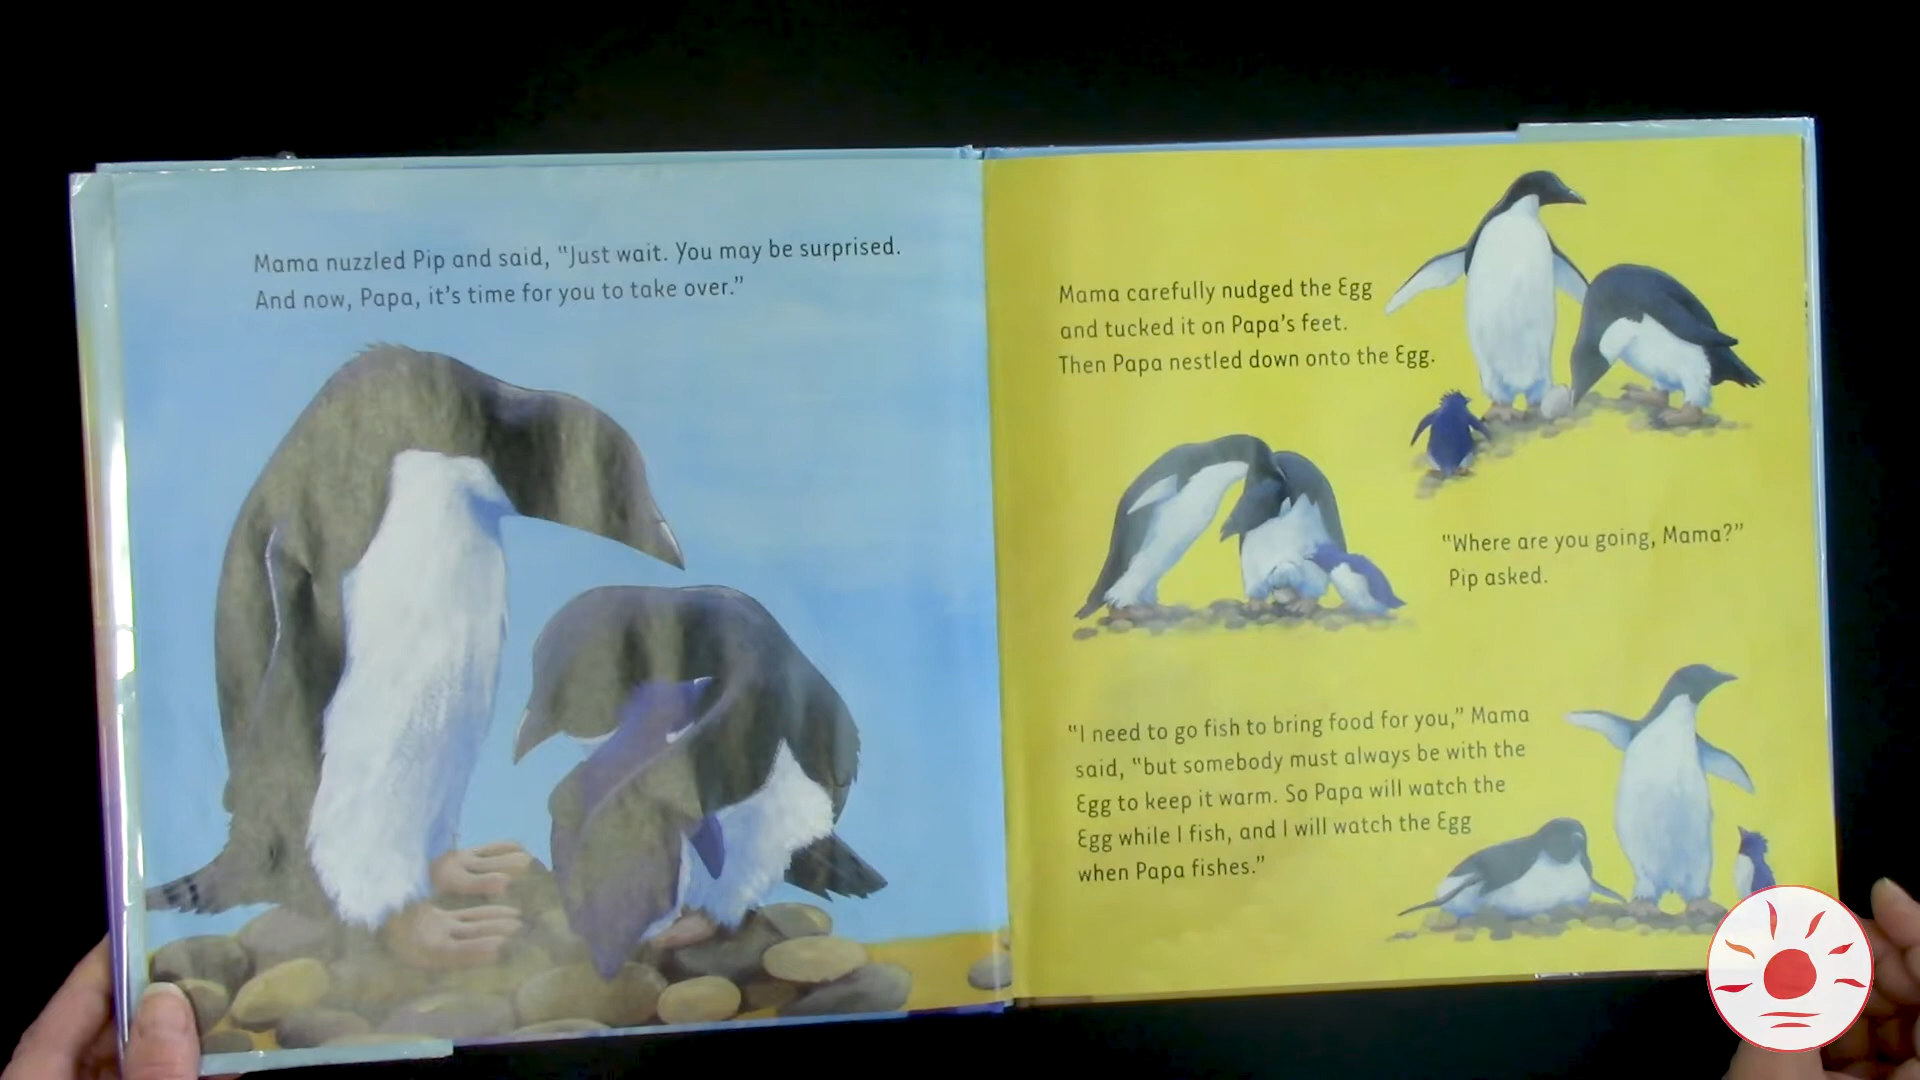 Mama nuzzled Pip and said, “Just wait. You may be surprised.
And now, Papa, it’s time for you to take over.”
Mama carefully nudged the Egg
and tucked it on Papa’s feet.
Then Papa nestled down onto the Egg.
“Where are you going, Mama?”
Pip asked.
“I need to go fish to bring food for you,” Mama
said, “but somebody must always be with the
Egg to keep it warm. So Papa will watch the
Egg while I fish, and I will watch the Egg
when Papa fishes.”